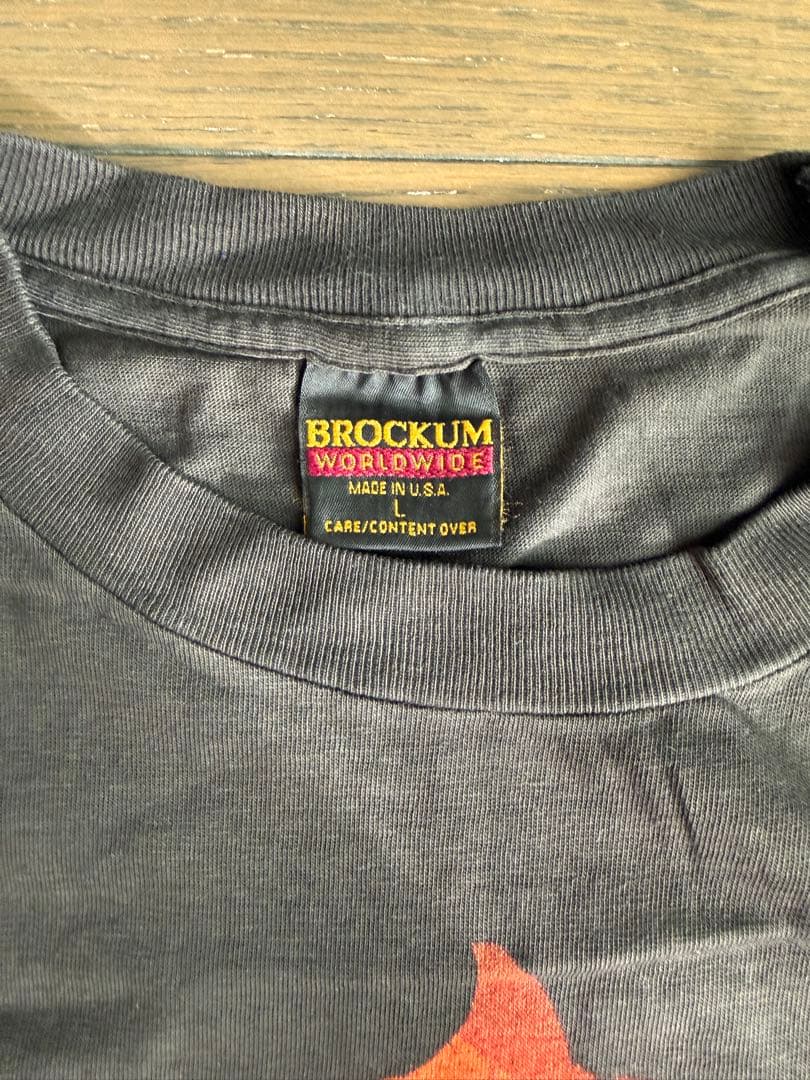 BROCKUM
WORLDWIDE
MADE IN U.S.A.
L
CARE/CONTENT OVER